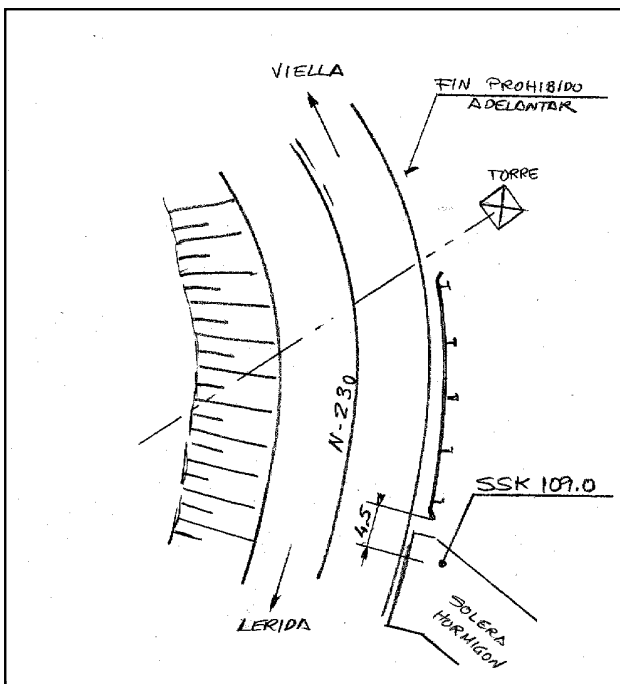 VIELLA
FIN PROHIBIDO
ADELANTAR
TORRE
N-230
SSK 109.0
4.5
LERIDA
SOLERA
HORMIGON